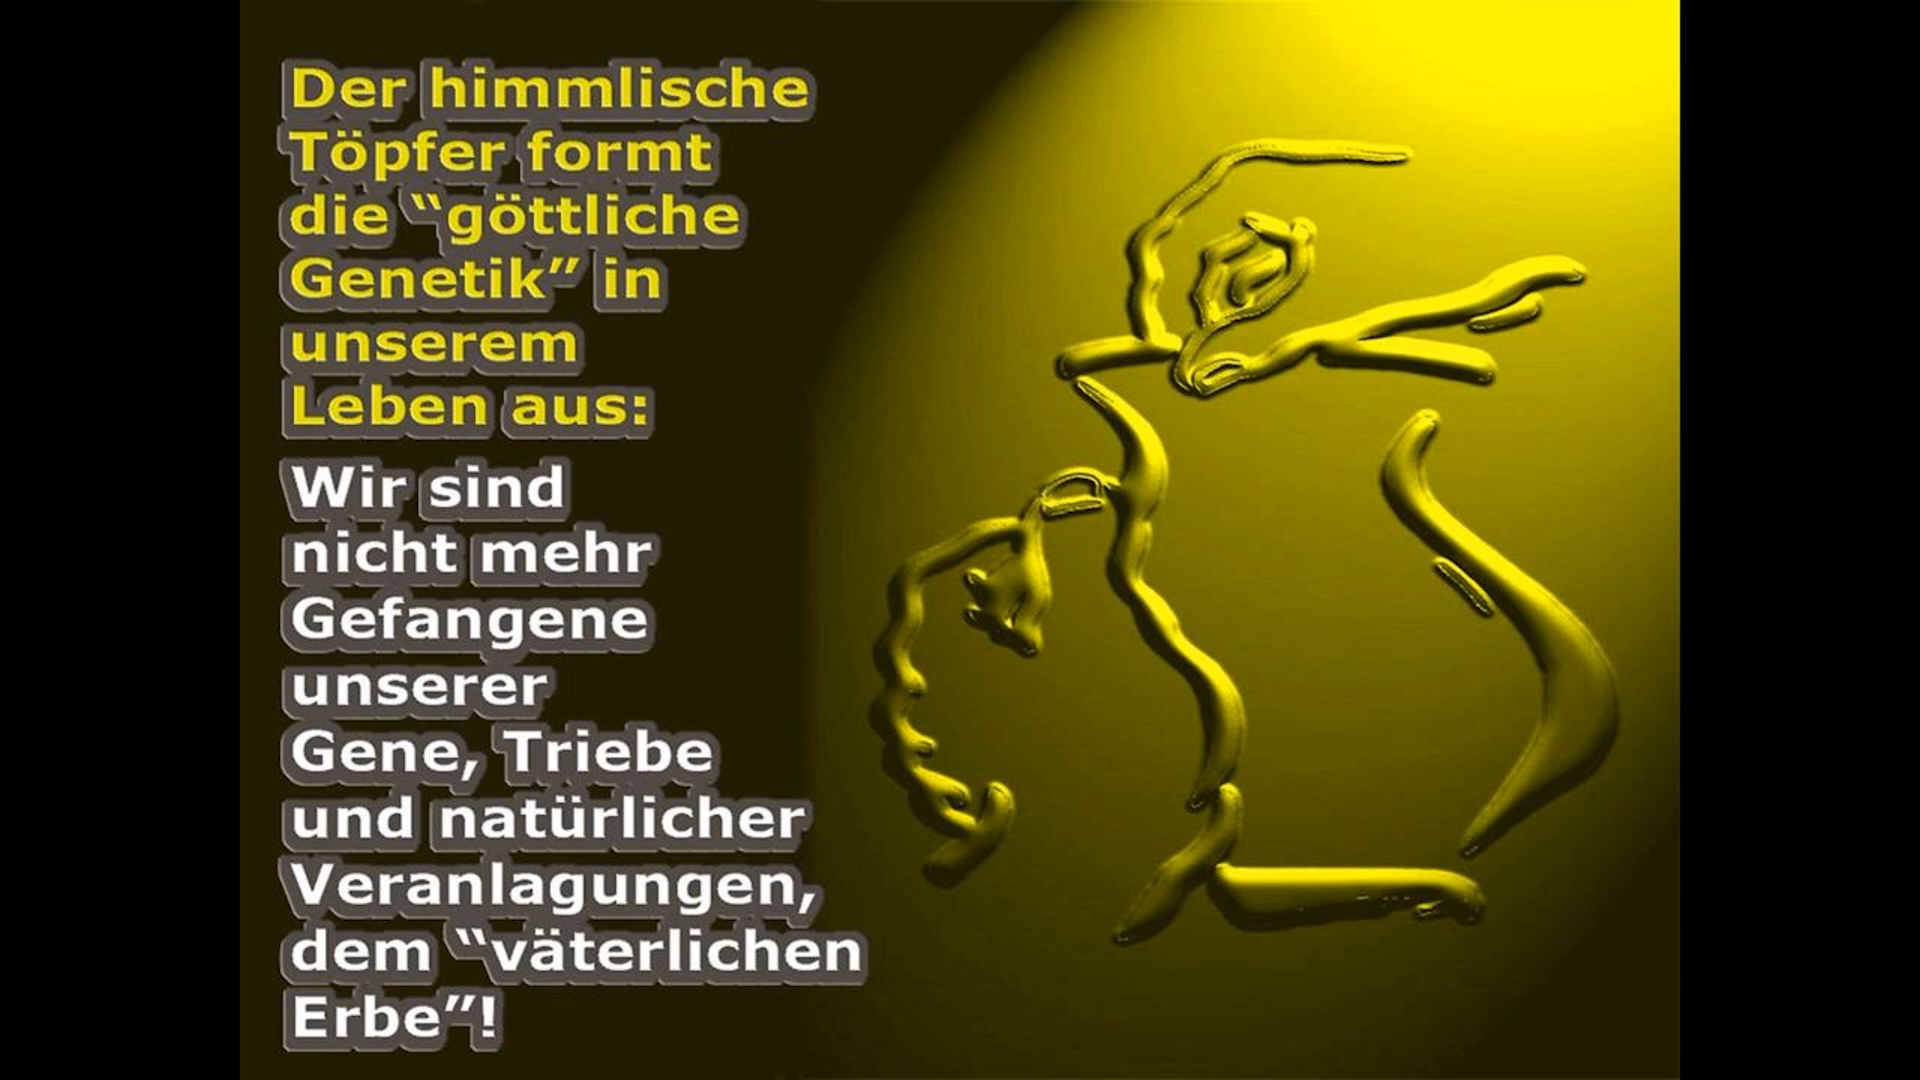 Der himmlische
Töpfer formt
die “göttliche
Genetik” in
unserem
Leben aus:
Wir sind
nicht mehr
Gefangene
unserer
Gene, Triebe
und natürlicher
Veranlagungen,
dem “väterlichen
Erbe”!